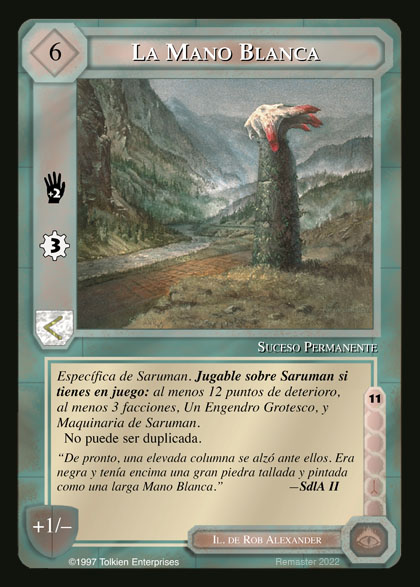 6
La Mano Blanca
2
3
Suceso Permanente
Específica de Saruman. Jugable sobre Saruman si
tienes en juego: al menos 12 puntos de deterioro,
al menos 3 facciones, Un Engendro Grotesco, y
Maquinaria de Saruman.
No puede ser duplicada.
11
“De pronto, una elevada columna se alzó ante ellos. Era
negra y tenía encima una gran piedra tallada y pintada
como una larga Mano Blanca.” —SdlA II
+1/–
Il. de Rob Alexander
©1997 Tolkien Enterprises
Remaster 2022